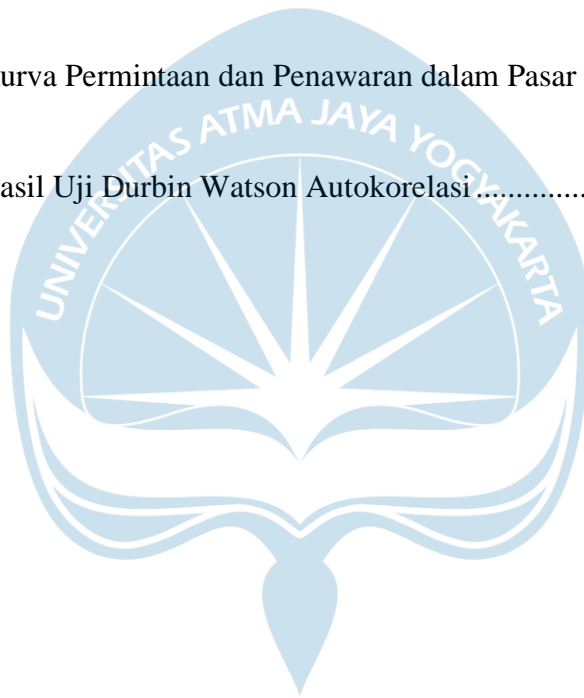 urva Permintaan dan Penawaran dalam Pasar
UNIVERSITAS ATMA JAYA YOGYAKARTA
asil Uji Durbin Watson Autokorelasi ..............